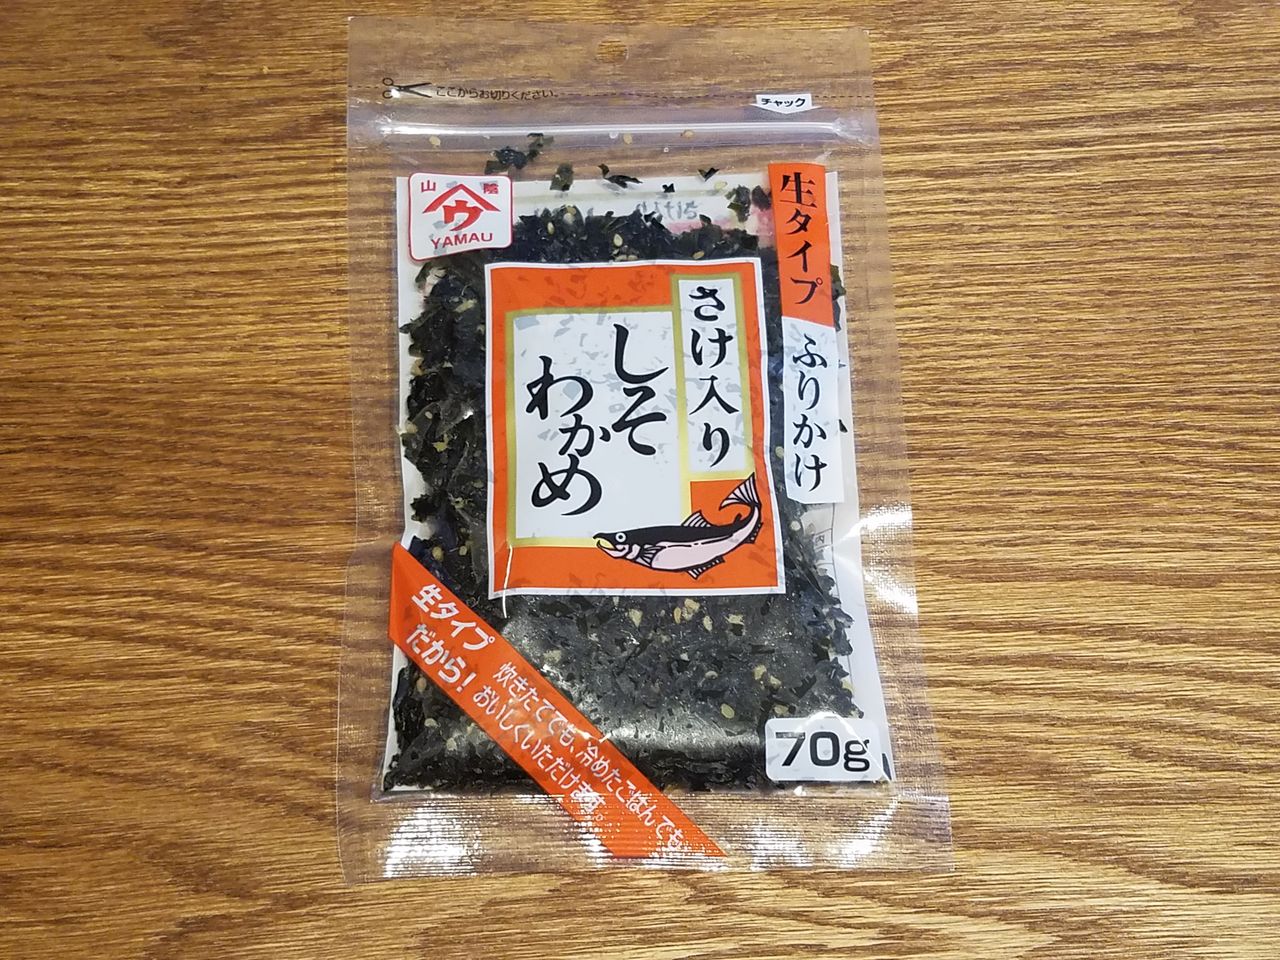 ここからお切りください。
チャック
山陰
ウ
YAMAU
生タイプ
ふりかけ
さけ入り
しそ
わかめ
生タイプ
だから!
炊きたてでも、冷めたごはんでも
おいしくいただけます。
70g